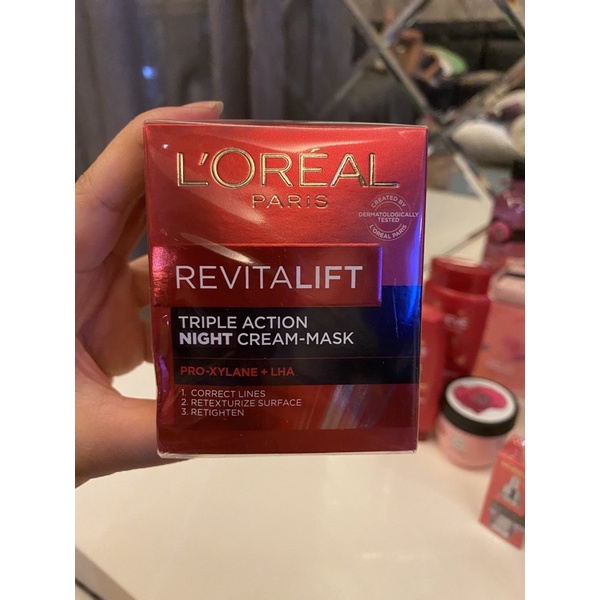 L'ORÉAL
PARIS
CREATED BY
DERMATOLOGICALLY
TESTED
L'ORÉAL PARIS
REVITALIFT
TRIPLE ACTION
NIGHT CREAM-MASK
PRO-XYLANE + LHA
1. CORRECT LINES
2. RETEXTURIZE SURFACE
3. RETIGHTEN